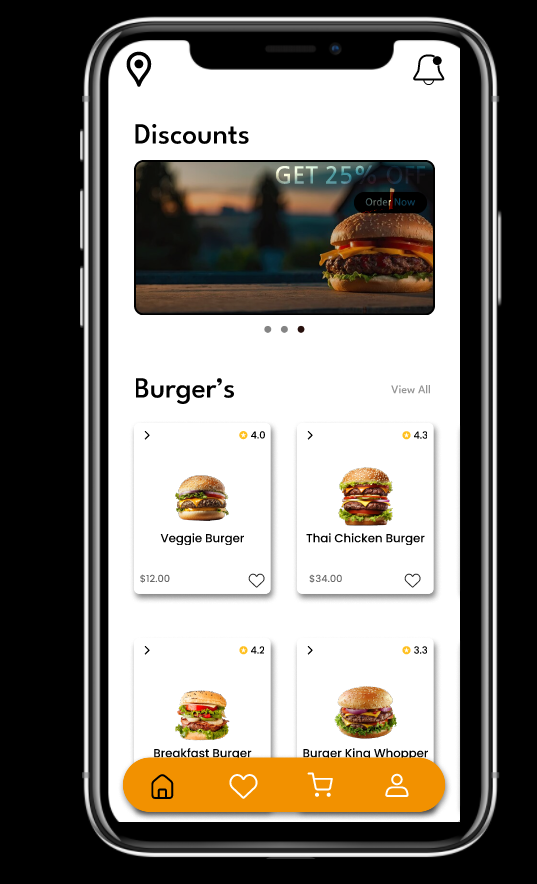 Discounts
GET 25% OFF
Order Now
Burger's
View All
4.0
4.3
Veggie Burger
Thai Chicken Burger
$12.00
$34.00
4.2
3.3
Breakfast Burger
Burger King Whopper